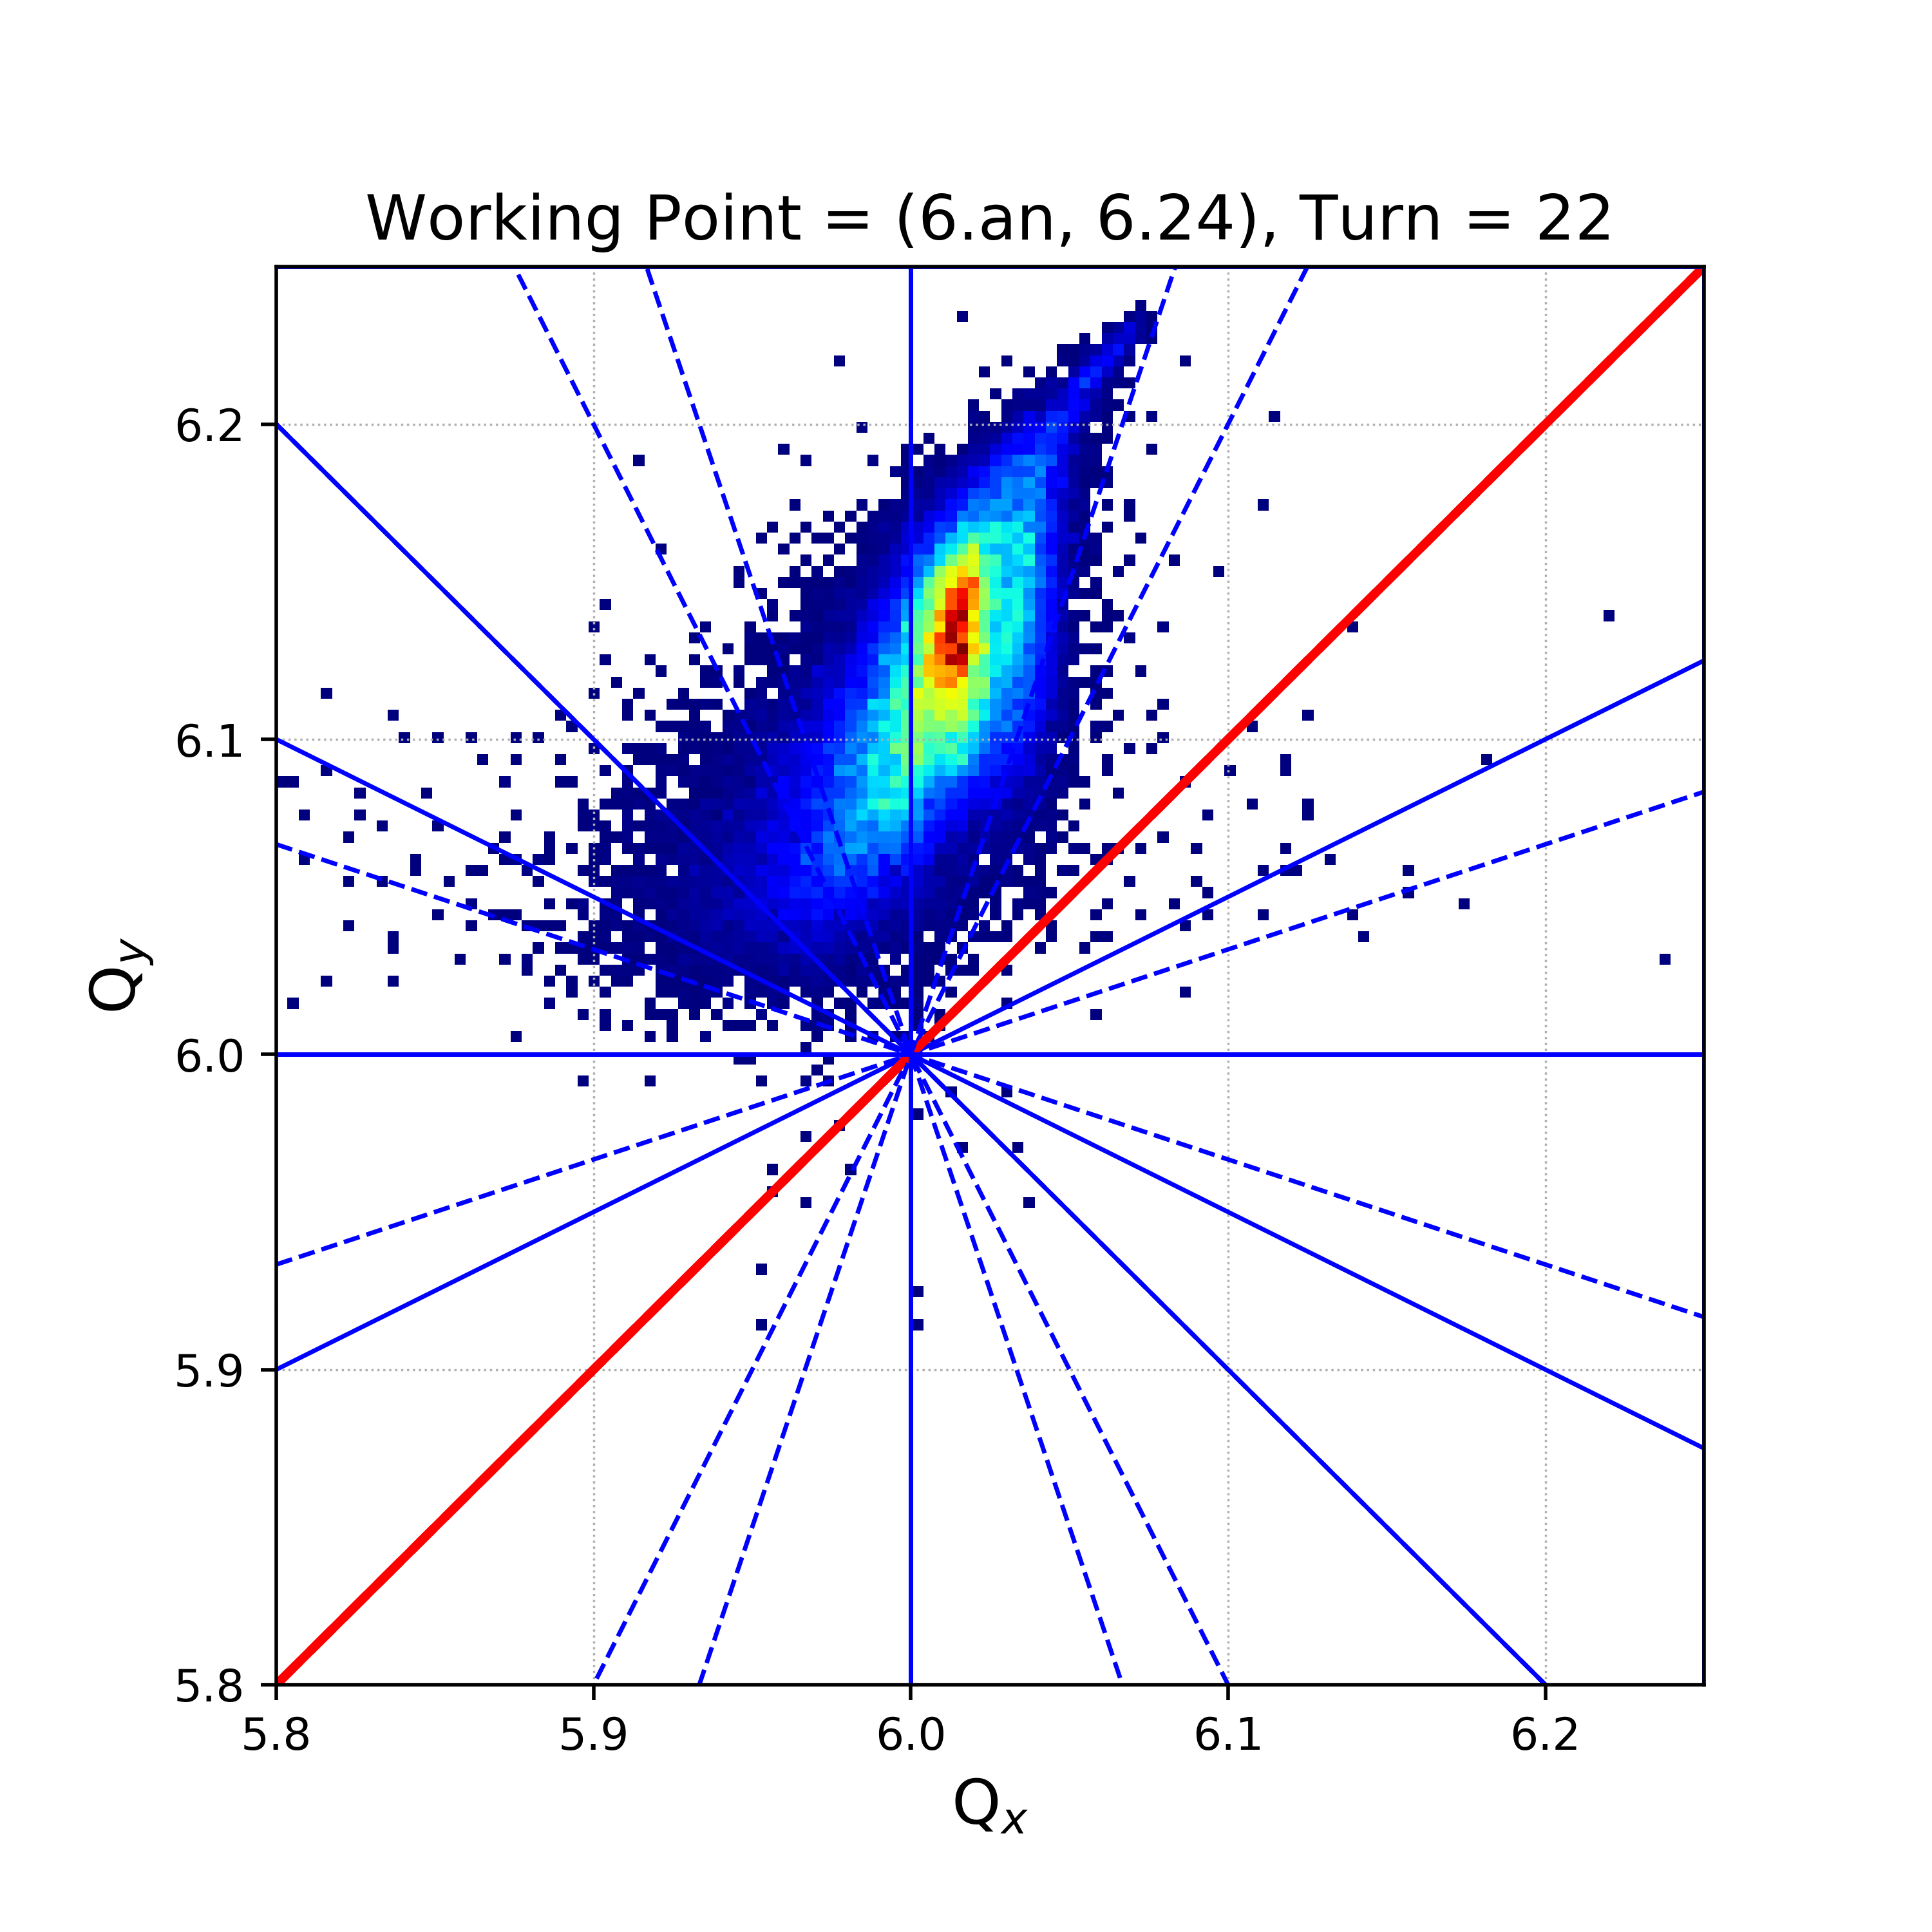 Working Point = (6.an, 6.24), Turn = 22
6.2
6.1
6.0
5.9
5.8
Qy
5.8 5.9 6.0 6.1 6.2
Qx